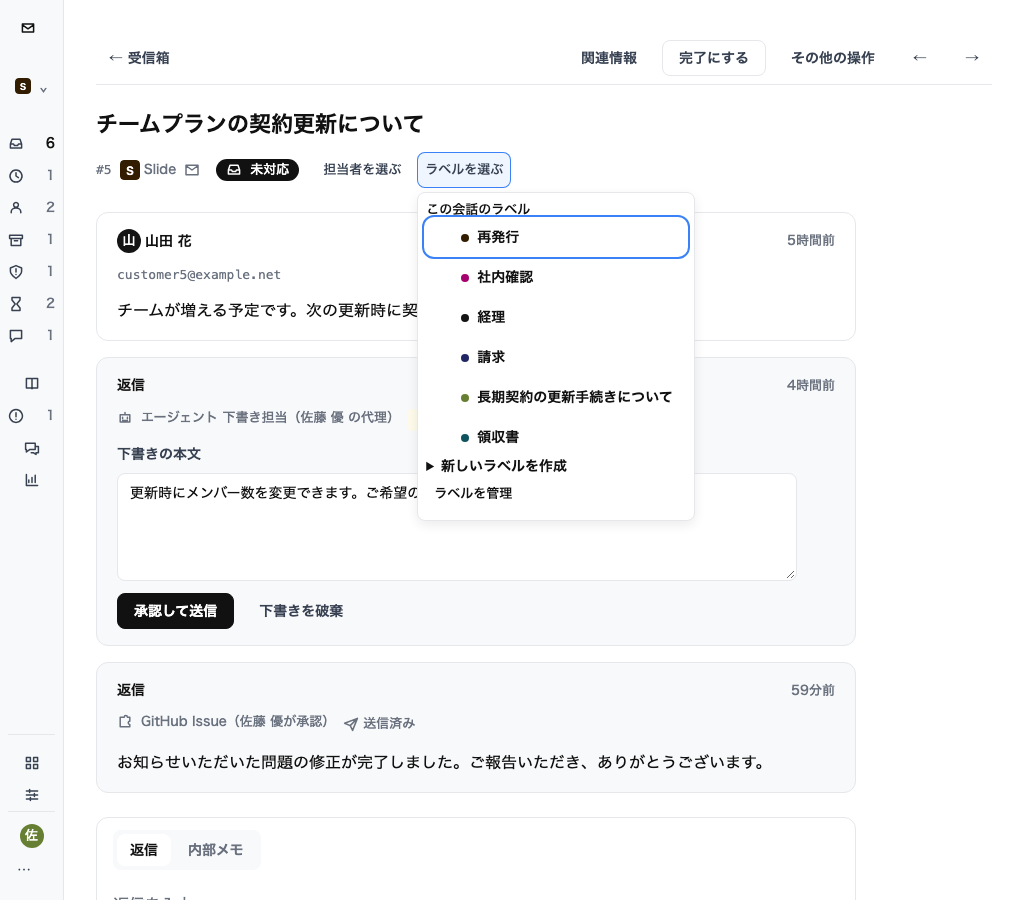 S
6
1
2
1
1
2
1
1
佐
…
← 受信箱
関連情報
完了にする
その他の操作
←
→
チームプランの契約更新について
#5 S Slide 未対応 担当者を選ぶ ラベルを選ぶ
この会話のラベル
再発行
社内確認
経理
請求
長期契約の更新手続きについて
領収書
▶ 新しいラベルを作成
ラベルを管理
山 山田 花
5時間前
customer5@example.net
チームが増える予定です。次の更新時に契
返信
4時間前
エージェント 下書き担当（佐藤 優 の代理）
下書きの本文
更新時にメンバー数を変更できます。ご希望の
承認して送信
下書きを破棄
返信
59分前
GitHub Issue（佐藤 優が承認） 送信済み
お知らせいただいた問題の修正が完了しました。ご報告いただき、ありがとうございます。
返信
内部メモ